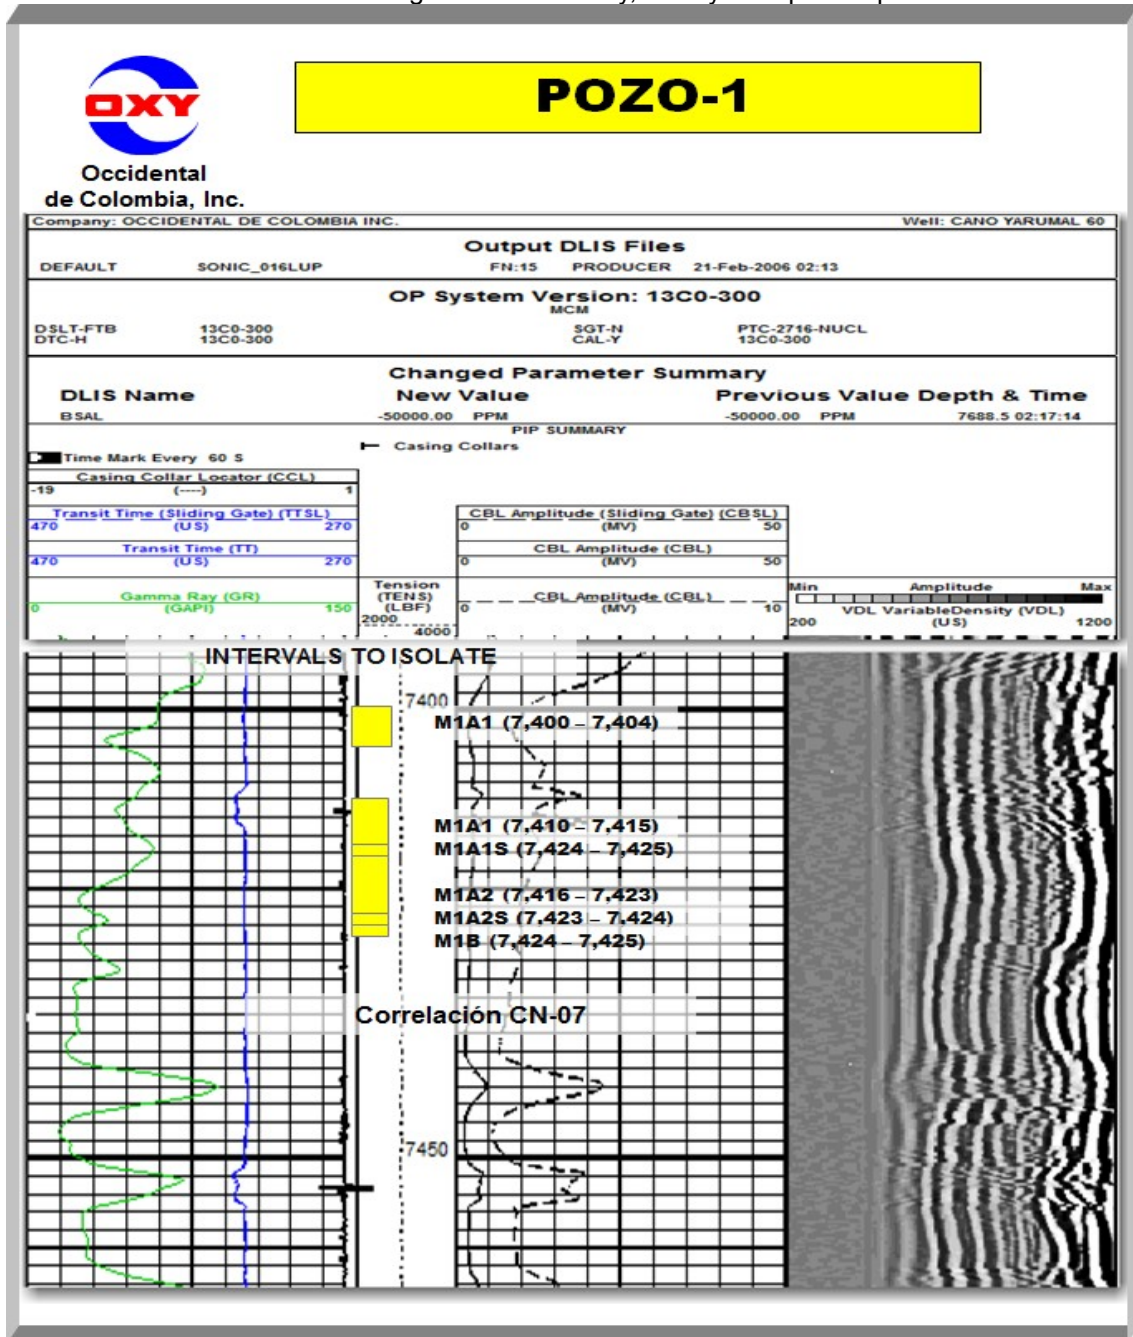 POZO-1
OXY
Occidental
de Colombia, Inc.
Company: OCCIDENTAL DE COLOMBIA INC. Well: CANO YARUMAL 60
Output DLIS Files
DEFAULT SONIC_016LUP FN:15 PRODUCER 21-Feb-2006 02:13
OP System Version: 13C0-300
MCM
DSLT-FTB 13C0-300 SGT-N PTC-2716-NUCL
DTC-H 13C0-300 CAL-Y 13C0-300
Changed Parameter Summary
DLIS Name New Value Previous Value Depth & Time
BSAL -50000.00 PPM -50000.00 PPM 7688.5 02:17:14
PIP SUMMARY
Casing Collars
Time Mark Every 60 S
Casing Collar Locator (CCL)
-19 (----) 1
Transit Time (Sliding Gate) (TTSL)
470 (US) 270
Transit Time (TT)
470 (US) 270
Gamma Ray (GR)
0 (GAPI) 150
Tension
(TENS)
(LBF)
2000
4000
CBL Amplitude (Sliding Gate) (CBSL)
0 (MV) 50
CBL Amplitude (CBL)
0 (MV) 50
CBL Amplitude (CBL)
0 (MV) 10
Min Amplitude Max
VDL VariableDensity (VDL)
200 (US) 1200
INTERVALS TO ISOLATE
7400
M1A1 (7,400 – 7,404)
M1A1 (7,410 – 7,415)
M1A1S (7,424 – 7,425)
M1A2 (7,416 – 7,423)
M1A2S (7,423 – 7,424)
M1B (7,424 – 7,425)
Correlación CN-07
7450